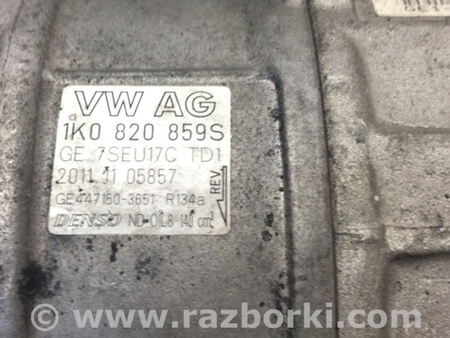 VW AG
1K0 820 859S
GE 7SEU17C TD1
2011 11 05857
GE447180-3651 R134a
DENSO ND-OIL8 140 cm³
REV
www.razborki.com